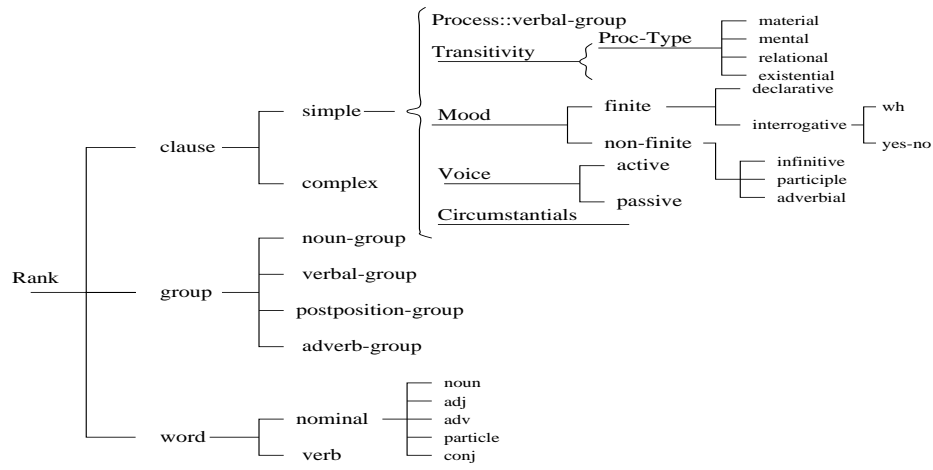 Process::verbal-group
Transitivity
Proc-Type
material
mental
relational
existential
simple
Mood
finite
declarative
interrogative
wh
yes-no
non-finite
infinitive
participle
adverbial
clause
complex
Voice
active
passive
Circumstantials
Rank
group
noun-group
verbal-group
postposition-group
adverb-group
word
nominal
noun
adj
adv
particle
conj
verb